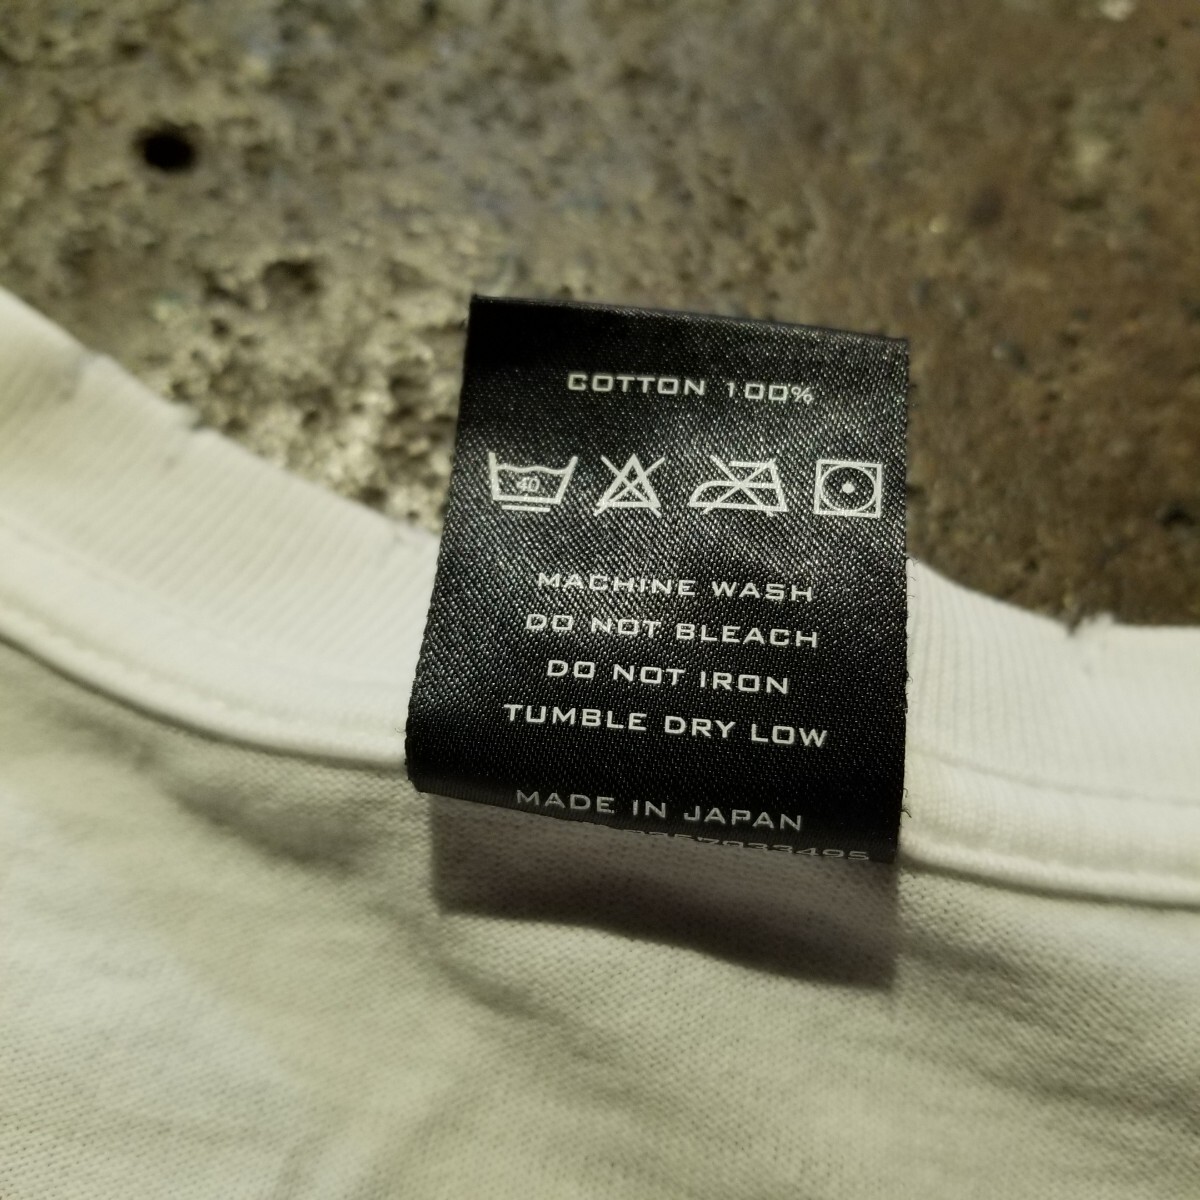 COTTON 100%
40
MACHINE WASH
DO NOT BLEACH
DO NOT IRON
TUMBLE DRY LOW
MADE IN JAPAN